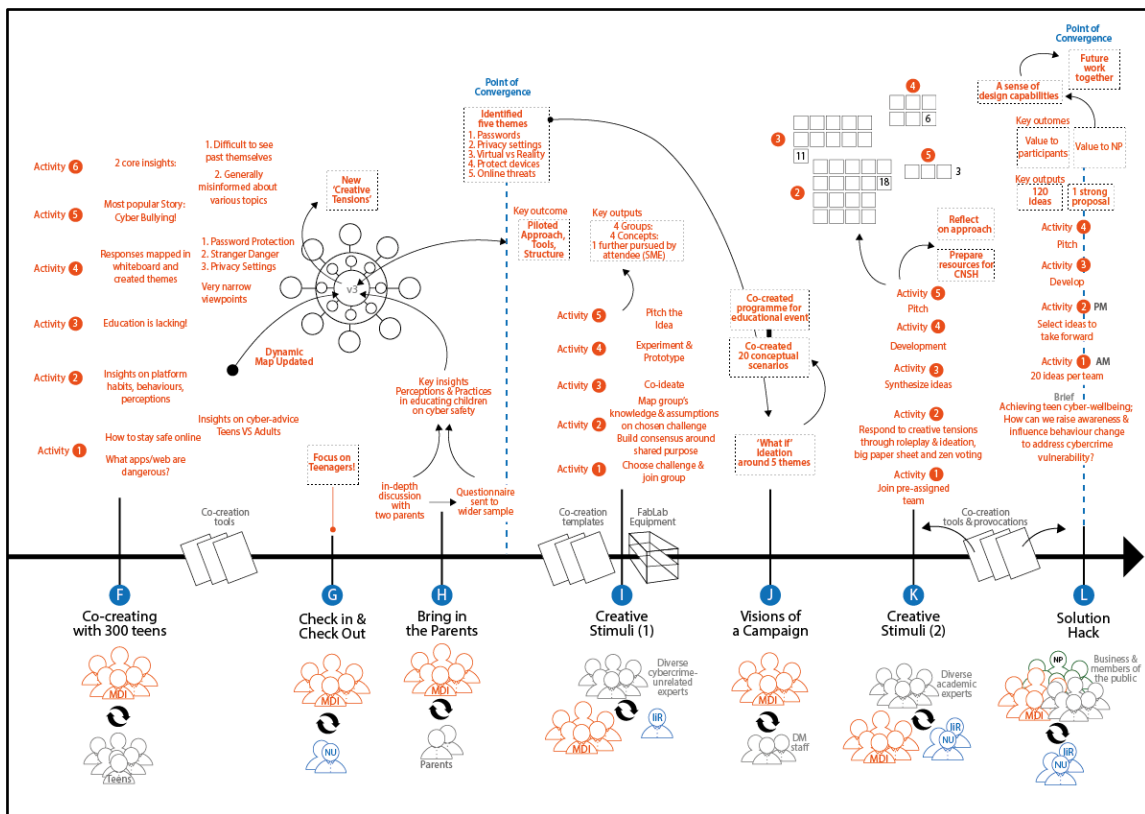 Activity 6
2 core insights:
1. Difficult to see
past themselves
2. Generally
misinformed about
various topics
Activity 5
Most popular Story:
Cyber Bullying!
Activity 4
Responses mapped in
whiteboard and
created themes
1. Password Protection
2. Stranger Danger
3. Privacy Settings
Very narrow
viewpoints
Activity 3
Education is lacking!
Activity 2
Insights on platform
habits, behaviours,
perceptions
Insights on cyber-advice
Teens VS Adults
Activity 1
How to stay safe online
What apps/web are
dangerous?
New
'Creative
Tensions'
v3
Dynamic
Map Updated
Focus on
Teenagers!
Key insights
Perceptions & Practices
in educating children
on cyber safety
in-depth
discussion
with
two parents
Questionnaire
sent to
wider sample
Point of
Convergence
Identified
five themes
1. Passwords
2. Privacy settings
3. Virtual vs Reality
4. Protect devices
5. Online threats
Key outcome
Piloted
Approach,
Tools,
Structure
Key outputs
4 Groups:
4 Concepts:
1 further pursued by
attendee (SME)
Activity 5
Pitch the
Idea
Activity 4
Experiment &
Prototype
Activity 3
Co-ideate
Activity 2
Map group's
knowledge & assumptions
on chosen challenge
Build consensus around
shared purpose
Activity 1
Choose challenge &
join group
Co-created
programme for
educational event
Co-created
20 conceptual
scenarios
'What if'
Ideation
around 5 themes
4
6
3
11
5
3
2
18
Reflect
on approach
Prepare
resources for
CNSH
Activity 5
Pitch
Activity 4
Development
Activity 3
Synthesize ideas
Activity 2
Respond to creative tensions
through roleplay & ideation,
big paper sheet and zen voting
Activity 1
Join pre-assigned
team
Point of
Convergence
Future
work
together
A sense of
design capabilities
Key outcomes
Value to
participants
Value to NP
Key outputs
120
Ideas
1 strong
proposal
Activity 4
Pitch
Activity 3
Develop
Activity 2 PM
Select ideas to
take forward
Activity 1 AM
20 ideas per team
Brief
Achieving teen cyber-wellbeing;
How can we raise awareness &
influence behaviour change
to address cybercrime
vulnerability?
Co-creation
tools
Co-creation
templates
FabLab
Equipment
Co-creation
tools & provocations
F
Co-creating
with 300 teens
MDI
Teens
G
Check in &
Check Out
MDI
NU
H
Bring in
the Parents
MDI
Parents
I
Creative
Stimuli (1)
Diverse
cybercrime-
unrelated
experts
MDI
IiR
J
Visions of
a Campaign
MDI
DM
staff
K
Creative
Stimuli (2)
Diverse
academic
experts
MDI
IiR
NU
L
Solution
Hack
NP
Business &
members of
the public
MDI
IiR
NU